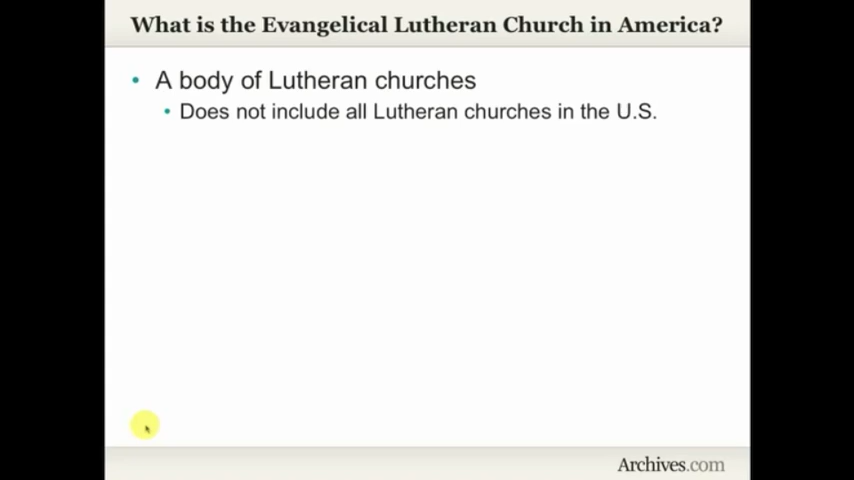 What is the Evangelical Lutheran Church in America?
• A body of Lutheran churches
• Does not include all Lutheran churches in the U.S.
Archives.com